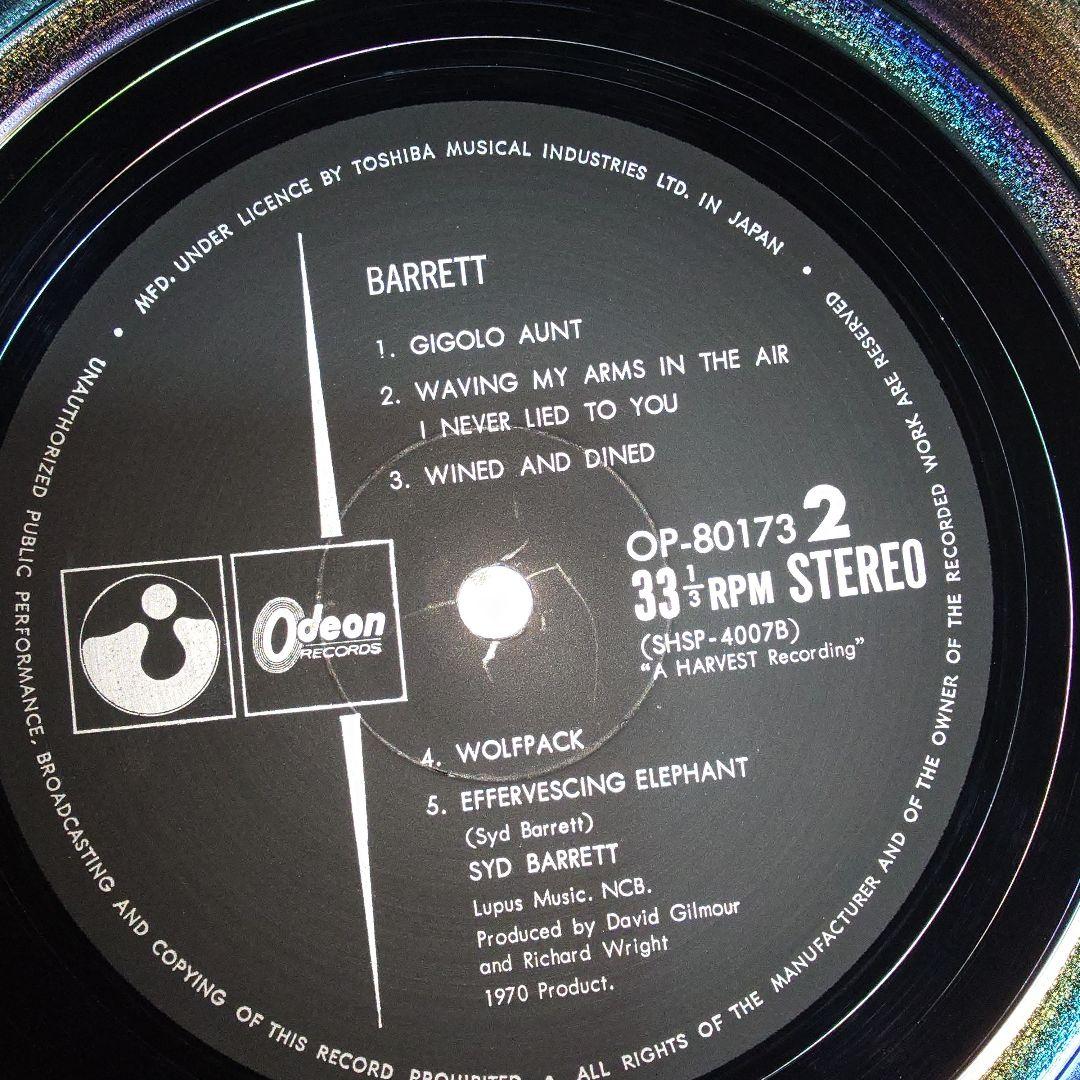 • MFD. UNDER LICENCE BY TOSHIBA MUSICAL INDUSTRIES LTD. IN JAPAN •
BARRETT
1. GIGOLO AUNT
2. WAVING MY ARMS IN THE AIR
I NEVER LIED TO YOU
3. WINED AND DINED
OP-80173 2
33 1/3 RPM STEREO
(SHSP-4007B)
"A HARVEST Recording"
Odeon
RECORDS
4. WOLFPACK
5. EFFERVESCING ELEPHANT
(Syd Barrett)
SYD BARRETT
Lupus Music. NCB.
Produced by David Gilmour
and Richard Wright
1970 Product.
UNAUTHORIZED PUBLIC PERFORMANCE, BROADCASTING AND COPYING OF THIS RECORD PROHIBITED • ALL RIGHTS OF THE MANUFACTURER AND OF THE OWNER OF THE RECORDED WORK ARE RESERVED